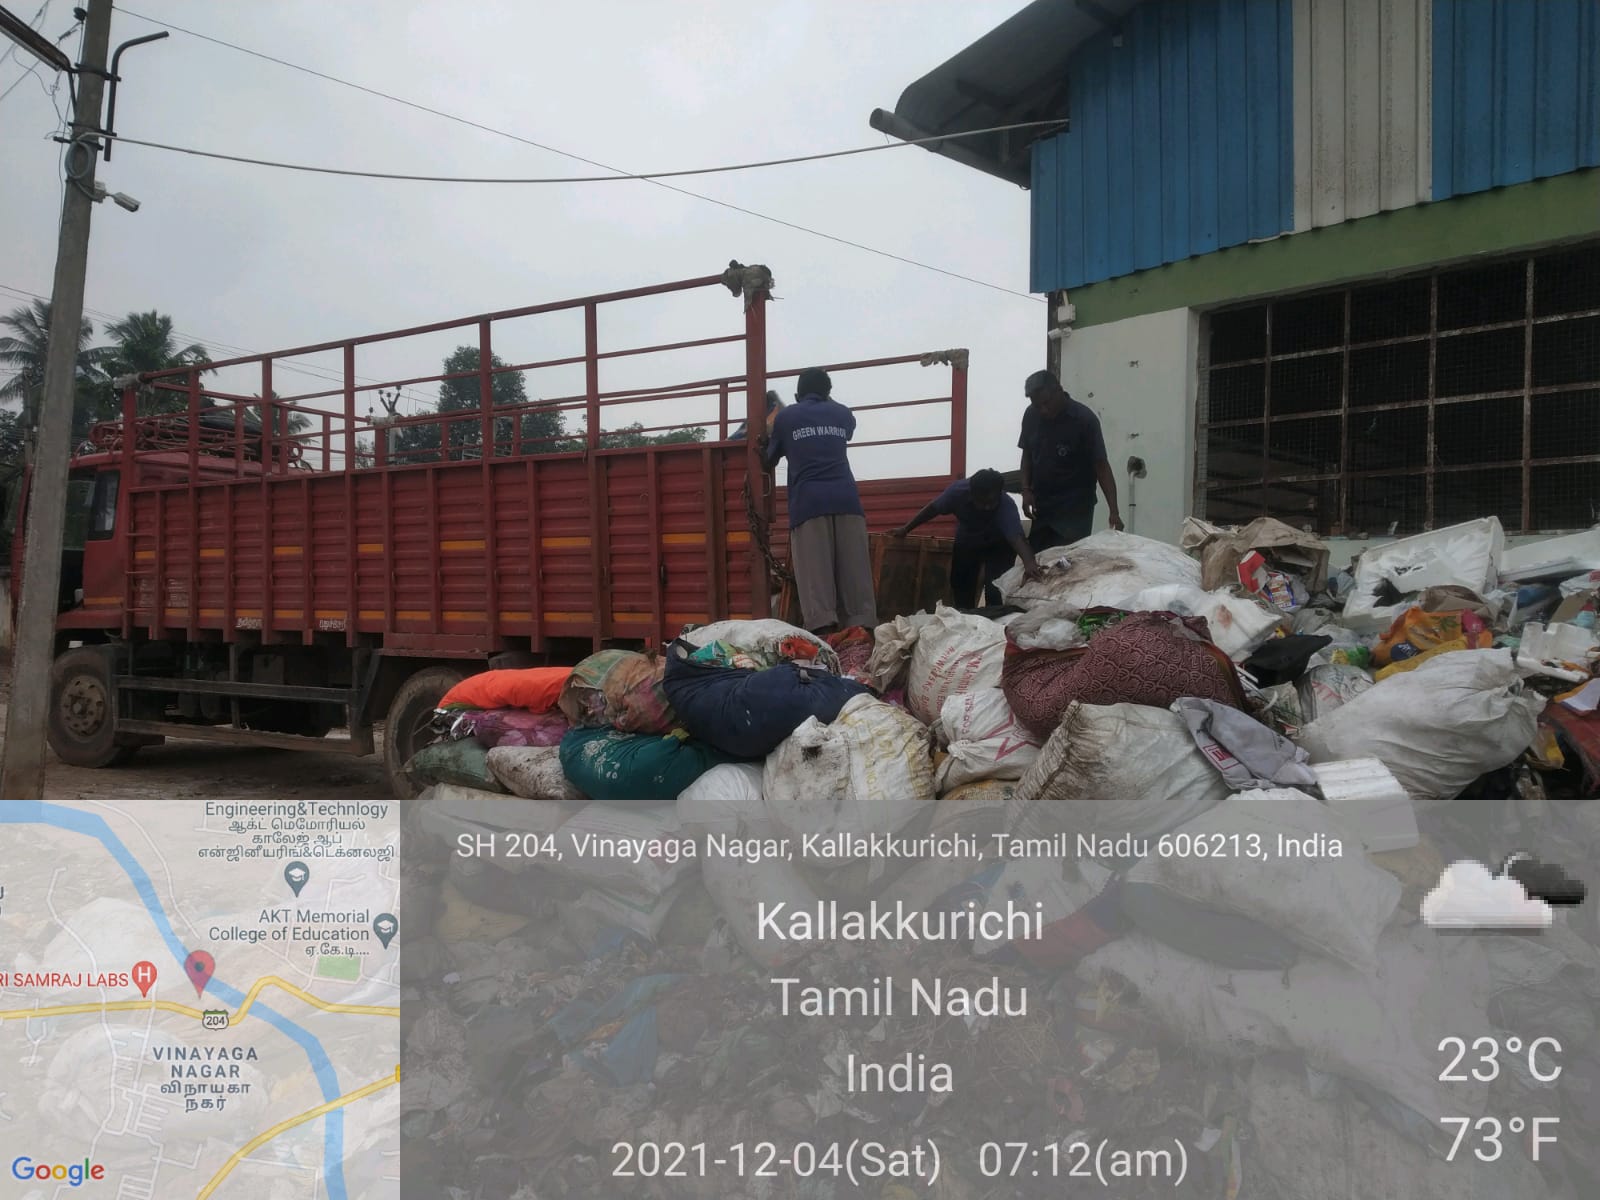 GREEN WARRIOR
Engineering&Technlogy
ஆக்ட் மெமோரியல்
காலேஜ் ஆப்
என்ஜினீயரிங்&டெக்னலஜி
AKT Memorial
College of Education
ஏ.கே.டி....
RI SAMRAJ LABS
H
204
VINAYAGA
NAGAR
விநாயகா
நகர்
Google
SH 204, Vinayaga Nagar, Kallakkurichi, Tamil Nadu 606213, India
Kallakkurichi
Tamil Nadu
India
2021-12-04(Sat) 07:12(am)
23°C
73°F